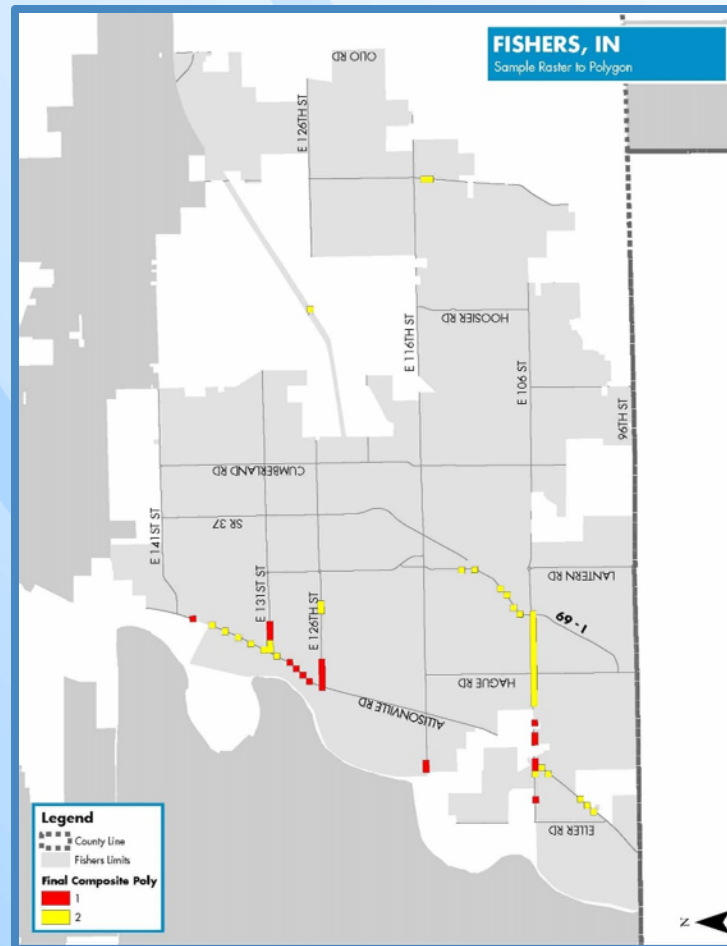 FISHERS, IN
Sample Raster to Polygon
OLIO RD
E 126TH ST
HOOSIER RD
E 116TH ST
E 106 ST
96TH ST
CUMBERLAND RD
SR 37
E 141ST ST
E 131ST ST
E 126TH ST
LANTERN RD
I - 69
HAGUE RD
ALLISONVILLE RD
ELLER RD
Legend
County Line
Fishers Limits
Final Composite Poly
1
2
N